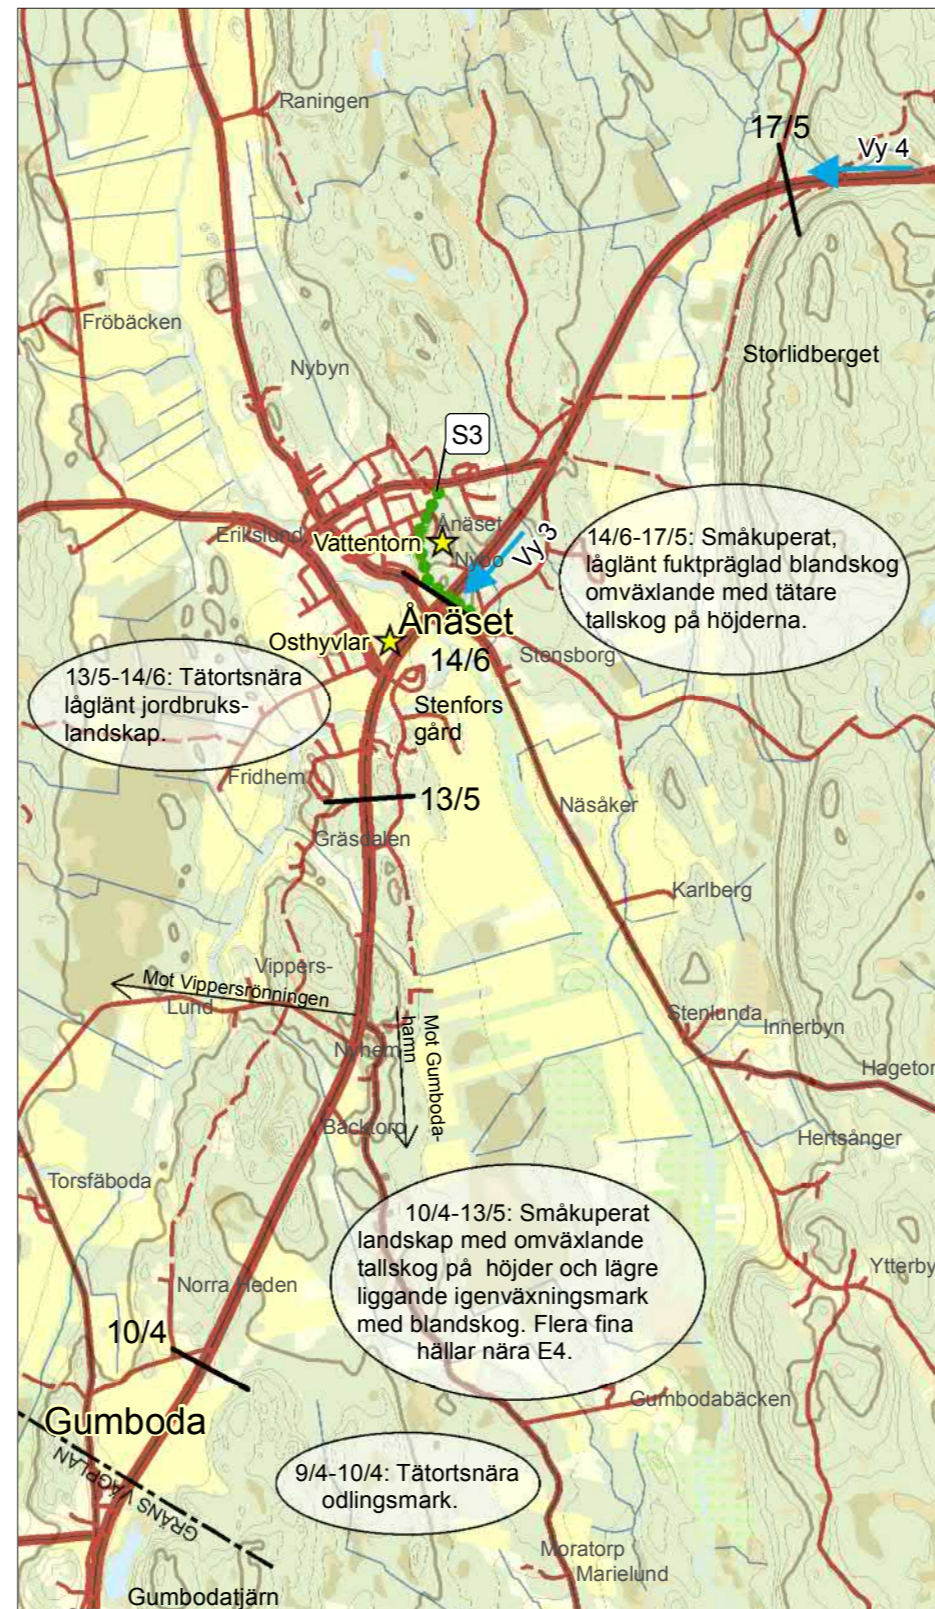 Raningen
17/5
Vy 4
Fröbäcken
Storlidberget
Nybyn
S3
Ånäset
Erikslund
Vattentorn
Nybo
Vy 3
14/6-17/5: Småkuperat,
låglänt fuktpräglad blandskog
omväxlande med tätare
tallskog på höjderna.
Ånäset
Osthyvlar
14/6
Stensborg
13/5-14/6: Tätortsnära
låglänt jordbruks-
landskap.
Stenfors
gård
Fridhem
13/5
Näsåker
Gräsdalen
Karlberg
Vippers-
Mot Vippersrönningen
Lund
Stenlunda
Innerbyn
Mot Gumboda-
hamn
Nyhem
Hagetor
Bäcktorp
Hertsånger
Torsfäboda
10/4-13/5: Småkuperat
landskap med omväxlande
tallskog på höjder och lägre
liggande igenväxningsmark
med blandskog. Flera fina
hällar nära E4.
Ytterby
Norra Heden
10/4
Gumbodabäcken
Gumboda
GRÄNS VÄGPLAN
9/4-10/4: Tätortsnära
odlingsmark.
Moratorp
Marielund
Gumbodatjärn